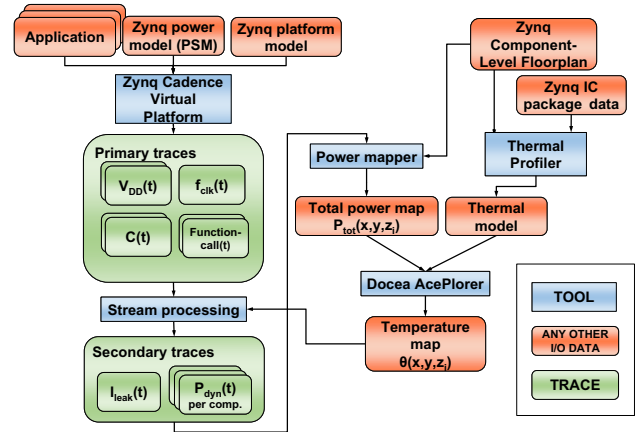 Application
Zynq power
model (PSM)
Zynq platform
model
Zynq Cadence
Virtual
Platform
Primary traces
VDD(t)
fclk(t)
C(t)
Function-
call(t)
Stream processing
Secondary traces
Ileak(t)
Pdyn(t)
per comp.
Zynq
Component-
Level Floorplan
Zynq IC
package data
Power mapper
Thermal
Profiler
Total power map
Ptot(x,y,zi)
Thermal
model
Docea AcePlorer
Temperature
map
θ(x,y,zi)
TOOL
ANY OTHER
I/O DATA
TRACE